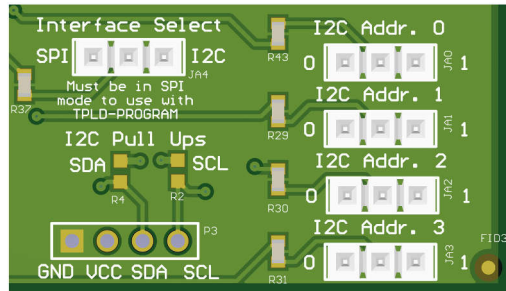 Interface Select
SPI I2C
JA4
R37
Must be in SPI
mode to use with
TPLD-PROGRAM
I2C Pull Ups
SDA SCL
R4 R2
P3
GND VCC SDA SCL
I2C Addr. 0
R43
0 1
JA0
I2C Addr. 1
R29
0 1
JA1
I2C Addr. 2
R30
0 1
JA2
I2C Addr. 3
R31
0 1
JA3
FID3